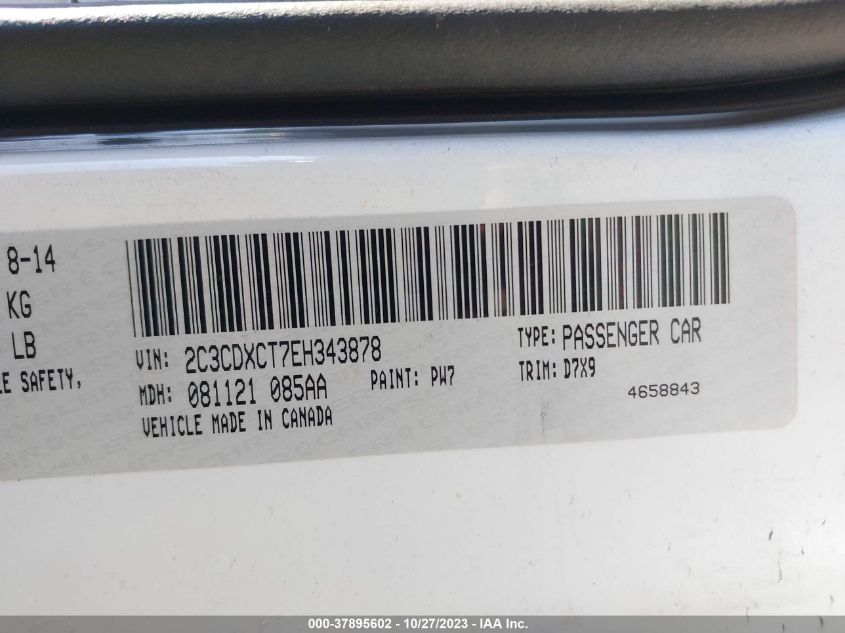 8-14
KG
LB
LE SAFETY,
VIN: 2C3CDXCT7EH343878
TYPE: PASSENGER CAR
MDH: 081121 085AA
PAINT: PW7
TRIM: D7X9
VEHICLE MADE IN CANADA
4658843
000-37895602 - 10/27/2023 - IAA Inc.